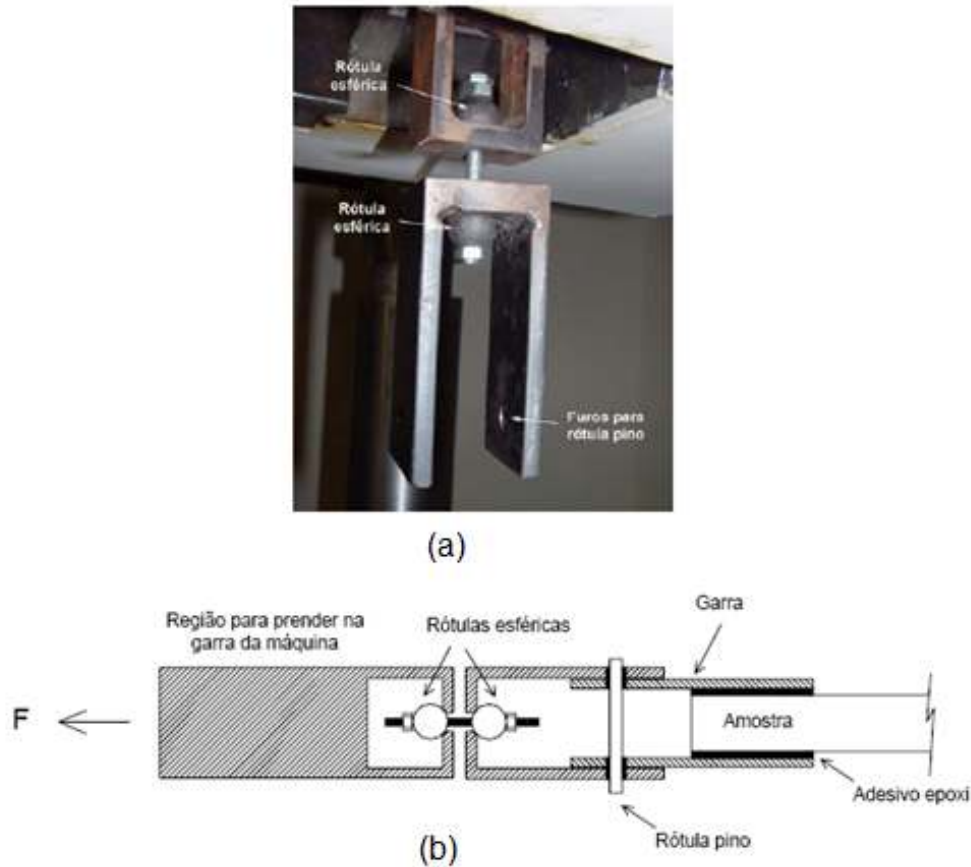 Rótula
esférica
Rótula
esférica
Furos para
rótula pino
(a)
Região para prender na
garra da máquina
Rótulas esféricas
Garra
F
Amostra
Adesivo epoxi
Rótula pino
(b)